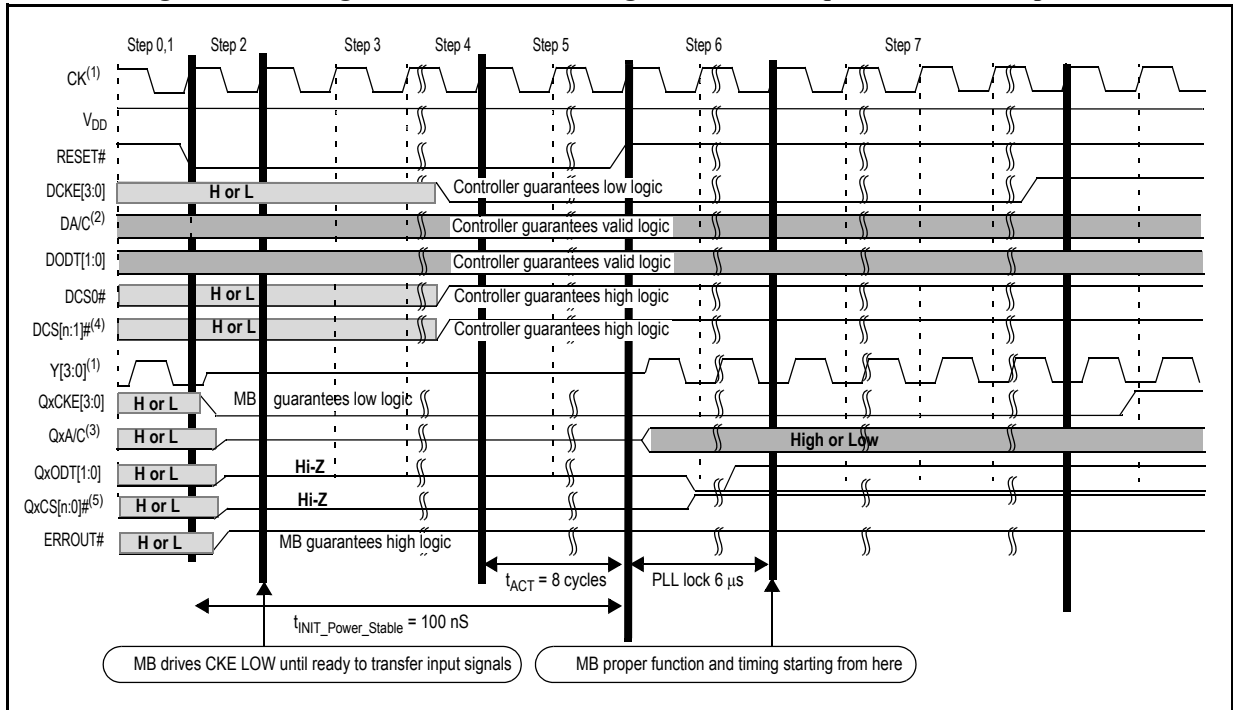 Step 0,1 Step 2 Step 3 Step 4 Step 5 Step 6 Step 7
CK(1)
VDD
RESET#
DCKE[3:0] H or L Controller guarantees low logic
DA/C(2) Controller guarantees valid logic
DODT[1:0] Controller guarantees valid logic
DCS0# H or L Controller guarantees high logic
DCS[n:1]#(4) H or L Controller guarantees high logic
Y[3:0](1)
QxCKE[3:0] H or L MB guarantees low logic
QxA/C(3) H or L High or Low
QxODT[1:0] H or L Hi-Z
QxCS[n:0]#(5) H or L Hi-Z
ERROUT# H or L MB guarantees high logic
tACT = 8 cycles PLL lock 6 μs
tINIT_Power_Stable = 100 nS
MB drives CKE LOW until ready to transfer input signals MB proper function and timing starting from here